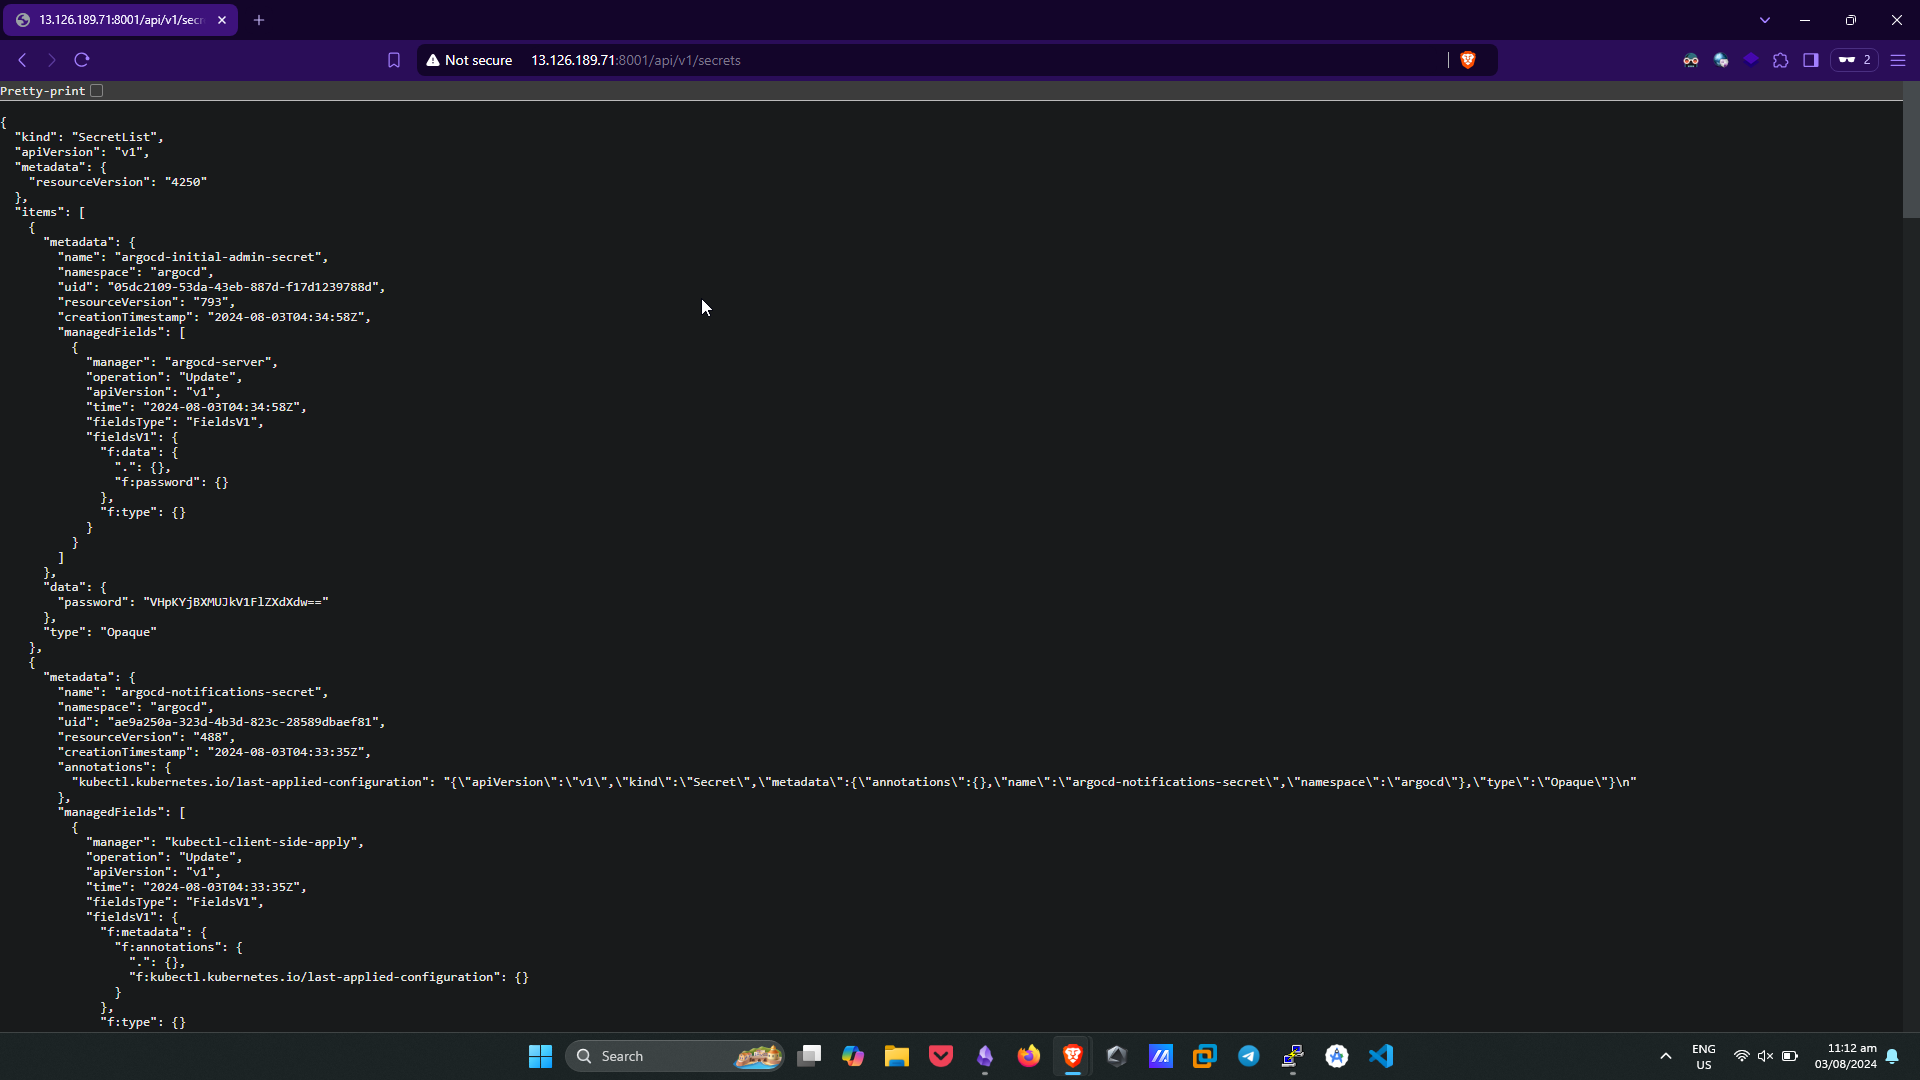 13.126.189.71:8001/api/v1/secr
Not secure
13.126.189.71:8001/api/v1/secrets
2
Pretty-print
{
"kind": "SecretList",
"apiVersion": "v1",
"metadata": {
"resourceVersion": "4250"
},
"items": [
{
"metadata": {
"name": "argocd-initial-admin-secret",
"namespace": "argocd",
"uid": "05dc2109-53da-43eb-887d-f17d1239788d",
"resourceVersion": "793",
"creationTimestamp": "2024-08-03T04:34:58Z",
"managedFields": [
{
"manager": "argocd-server",
"operation": "Update",
"apiVersion": "v1",
"time": "2024-08-03T04:34:58Z",
"fieldsType": "FieldsV1",
"fieldsV1": {
"f:data": {
".": {},
"f:password": {}
},
"f:type": {}
}
}
]
},
"data": {
"password": "VHpKYjBXMUJkV1FlZXdXdw=="
},
"type": "Opaque"
},
{
"metadata": {
"name": "argocd-notifications-secret",
"namespace": "argocd",
"uid": "ae9a250a-323d-4b3d-823c-28589dbaef81",
"resourceVersion": "488",
"creationTimestamp": "2024-08-03T04:33:35Z",
"annotations": {
"kubectl.kubernetes.io/last-applied-configuration": "{\"apiVersion\":\"v1\",\"kind\":\"Secret\",\"metadata\":{\"annotations\":{},\"name\":\"argocd-notifications-secret\",\"namespace\":\"argocd\"},\"type\":\"Opaque\"}\n"
},
"managedFields": [
{
"manager": "kubectl-client-side-apply",
"operation": "Update",
"apiVersion": "v1",
"time": "2024-08-03T04:33:35Z",
"fieldsType": "FieldsV1",
"fieldsV1": {
"f:metadata": {
"f:annotations": {
".": {},
"f:kubectl.kubernetes.io/last-applied-configuration": {}
}
},
"f:type": {}
Search
ENG
US
11:12 am
03/08/2024